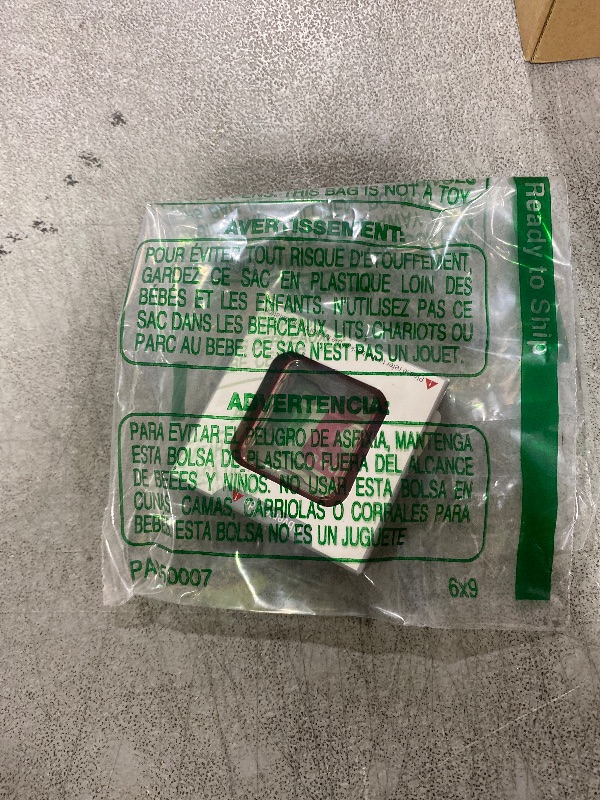 THIS BAG IS NOT A TOY
AVERTISSEMENT:
POUR ÉVITER TOUT RISQUE D'ÉTOUFFEMENT,
GARDEZ CE SAC EN PLASTIQUE LOIN DES
BÉBÉS ET LES ENFANTS. N'UTILISEZ PAS CE
SAC DANS LES BERCEAUX, LITS, CHARIOTS OU
PARC AU BEBE. CE SAC N'EST PAS UN JOUET.
ADVERTENCIA:
PARA EVITAR EL PELIGRO DE ASFIXIA, MANTENGA
ESTA BOLSA DE PLASTICO FUERA DEL ALCANCE
DE BEBES Y NIÑOS. NO USAR ESTA BOLSA EN
CUNAS, CAMAS, CARRIOLAS O CORRALES PARA
BEBE. ESTA BOLSA NO ES UN JUGUETE
6x9
Ready to Ship